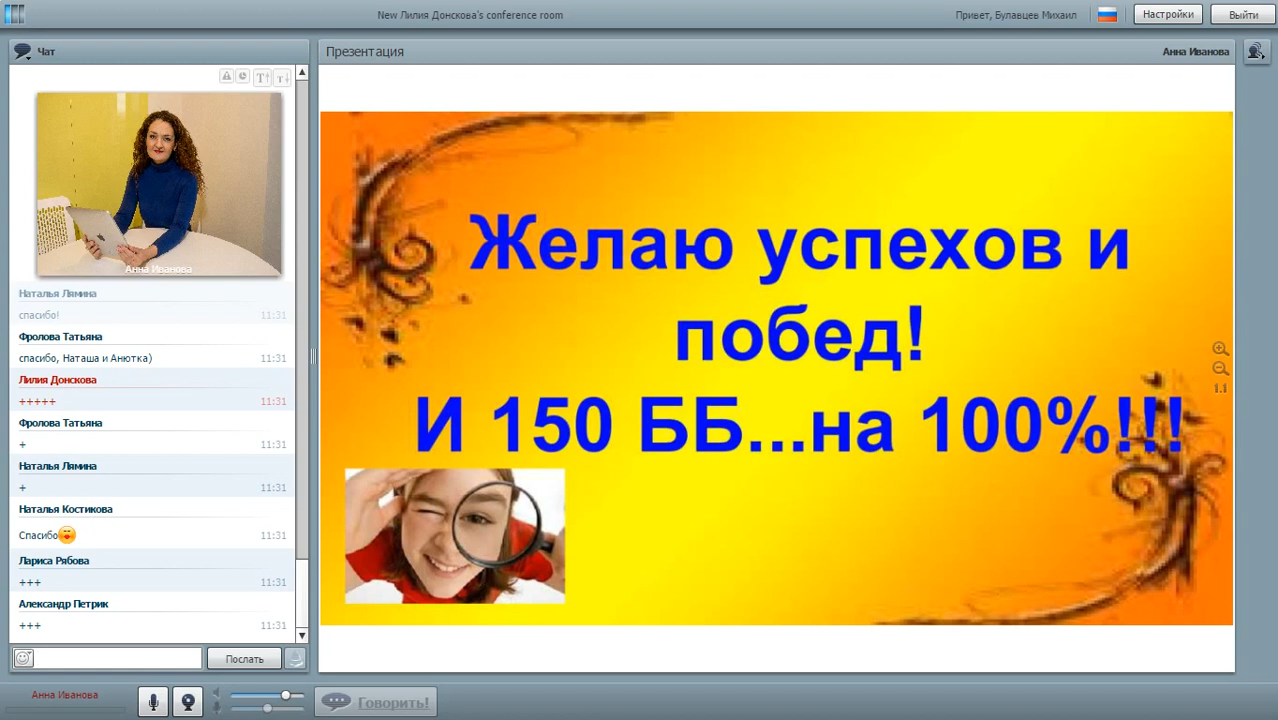 New Лилия Донскова's conference room
Привет, Булавцев Михаил
Настройки
Выйти
Чат
Презентация
Анна Иванова
Анна Иванова
Наталья Лямина
спасибо!
11:31
Фролова Татьяна
спасибо, Наташа и Анютка)
11:31
Лилия Донскова
+++++
11:31
Фролова Татьяна
+
11:31
Наталья Лямина
+
11:31
Наталья Костикова
Спасибо
11:31
Лариса Рябова
+++
11:31
Александр Петрик
+++
11:31
Послать
Желаю успехов и
побед!
И 150 ББ...на 100%!!!
1:1
Анна Иванова
Говорить!